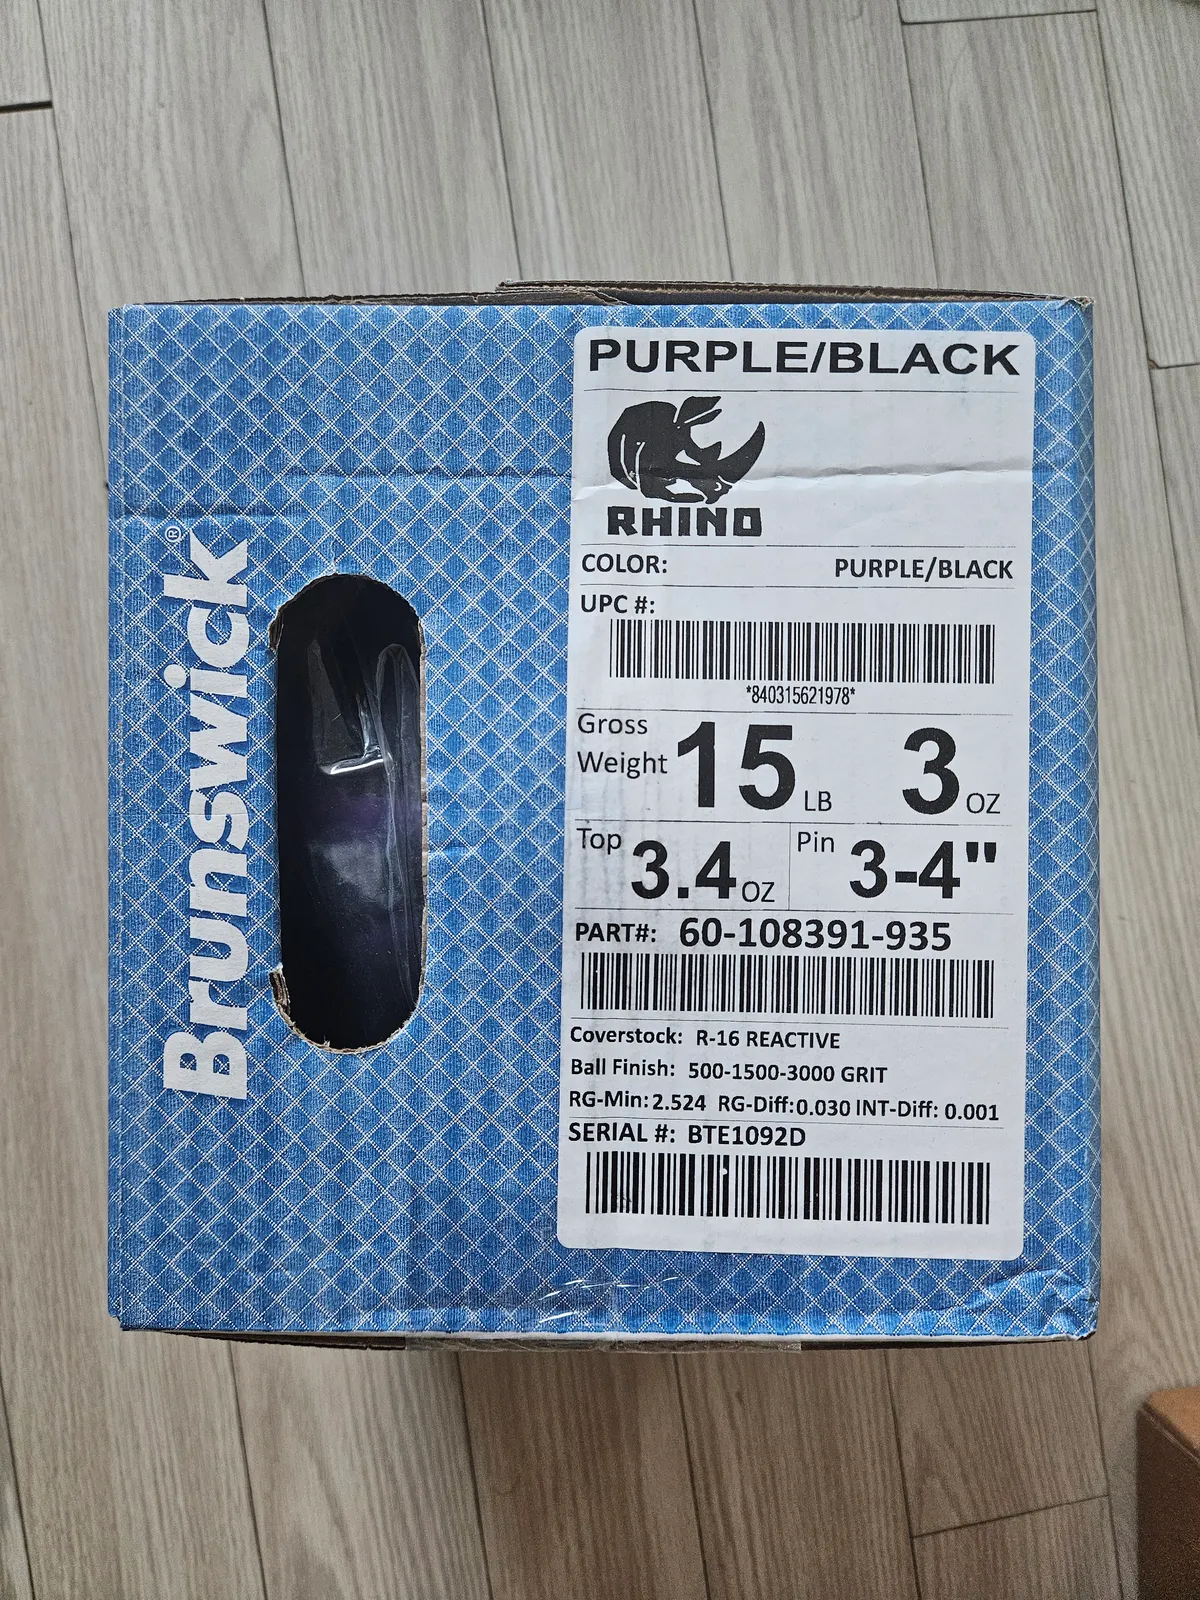 Brunswick®
PURPLE/BLACK
RHINO
COLOR: PURPLE/BLACK
UPC #:
*840315621978*
Gross Weight 15 LB 3 OZ
Top 3.4 OZ Pin 3-4"
PART#: 60-108391-935
Coverstock: R-16 REACTIVE
Ball Finish: 500-1500-3000 GRIT
RG-Min: 2.524 RG-Diff: 0.030 INT-Diff: 0.001
SERIAL #: BTE1092D